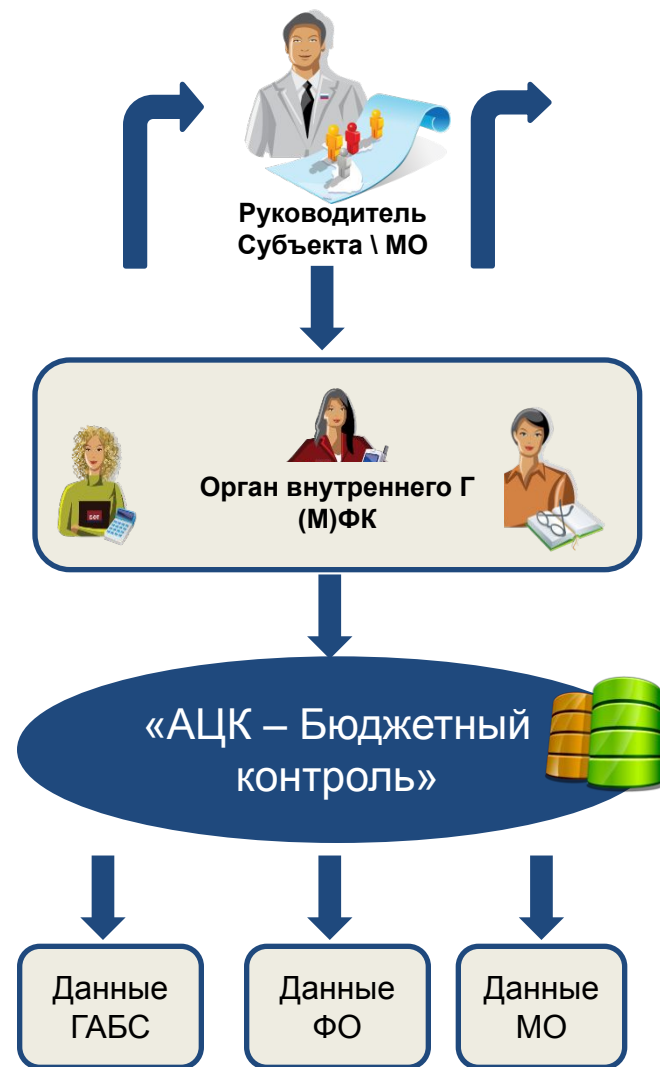 Руководитель
Субъекта \ МО
Орган внутреннего Г
(М)ФК
«АЦК – Бюджетный
контроль»
Данные
ГАБС
Данные
ФО
Данные
МО